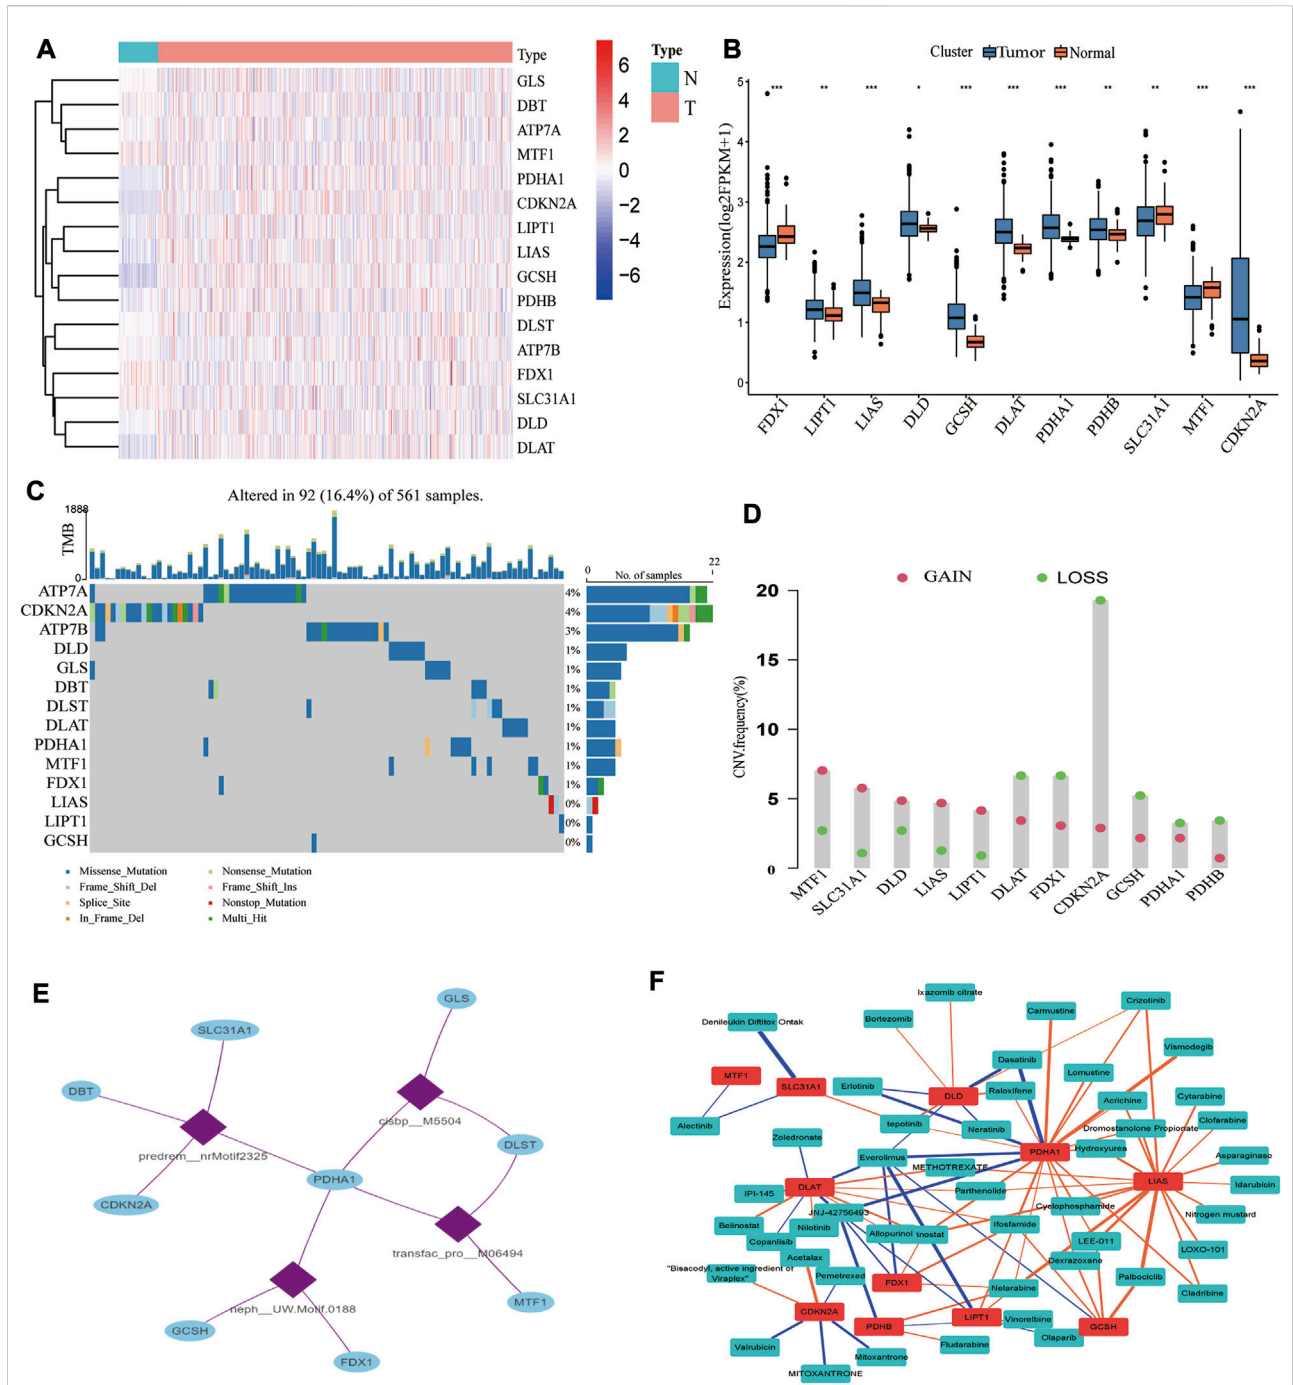 A
Type
GLS
DBT
ATP7A
MTF1
PDHA1
CDKN2A
LIPT1
LIAS
GCSH
PDHB
DLST
ATP7B
FDX1
SLC31A1
DLD
DLAT
6
4
2
0
−2
−4
−6
Type
N
T
B
Cluster Tumor Normal
Expression(log2FPKM+1)
5
4
3
2
1
0
*** ** *** * *** *** *** ** ** *** ***
FDX1 LIPT1 LIAS DLD GCSH DLAT PDHA1 PDHB SLC31A1 MTF1 CDKN2A
C
Altered in 92 (16.4%) of 561 samples.
TMB
1888
0
0
22
No. of samples
ATP7A 4%
CDKN2A 4%
ATP7B 3%
DLD 1%
GLS 1%
DBT 1%
DLST 1%
DLAT 1%
PDHA1 1%
MTF1 1%
FDX1 1%
LIAS 0%
LIPT1 0%
GCSH 0%
Missense_Mutation Nonsense_Mutation
Frame_Shift_Del Frame_Shift_Ins
Splice_Site Nonstop_Mutation
In_Frame_Del Multi_Hit
D
GAIN LOSS
CNV.frequency(%)
20
15
10
5
0
MTF1 SLC31A1 DLD LIAS LIPT1 DLAT FDX1 CDKN2A GCSH PDHA1 PDHB
E
GLS
SLC31A1
DBT
cisbp__M5504
predrem__nrMotif2325
DLST
PDHA1
CDKN2A
transfac_pro__M06494
neph__UW.Motif.0188
MTF1
GCSH
FDX1
F
Ixazomib citrate
Crizotinib
Carmustine
Denileukin Diftitox Ontak
Bortezomib
Vismodegib
Dasatinib
MTF1
SLC31A1
Erlotinib
Lomustine
DLD
Raloxifene
Acrichine
Cytarabine
Clofarabine
Alectinib
tepotinib
Neratinib
Dromostanolone Propionate
Zoledronate
Hydroxyurea
PDHA1
Everolimus
Asparaginase
METHOTREXATE
LIAS
Idarubicin
DLAT
IPI-145
Parthenolide
Cyclophosphamide
Nitrogen mustard
JNJ-42756493
Belinostat
Nilotinib
Ifosfamide
Allopurinol
inostat
Copanlisib
LEE-011
LOXO-101
Acetalax
Dexrazoxane
"Bisacodyl, active ingredient of
Viraplex"
Pemetrexed
FDX1
Palbociclib
Nelarabine
Cladribine
CDKN2A
PDHB
LIPT1
Vinorelbine
GCSH
Olaparib
Valrubicin
Fludarabine
Mitoxantrone
MITOXANTRONE